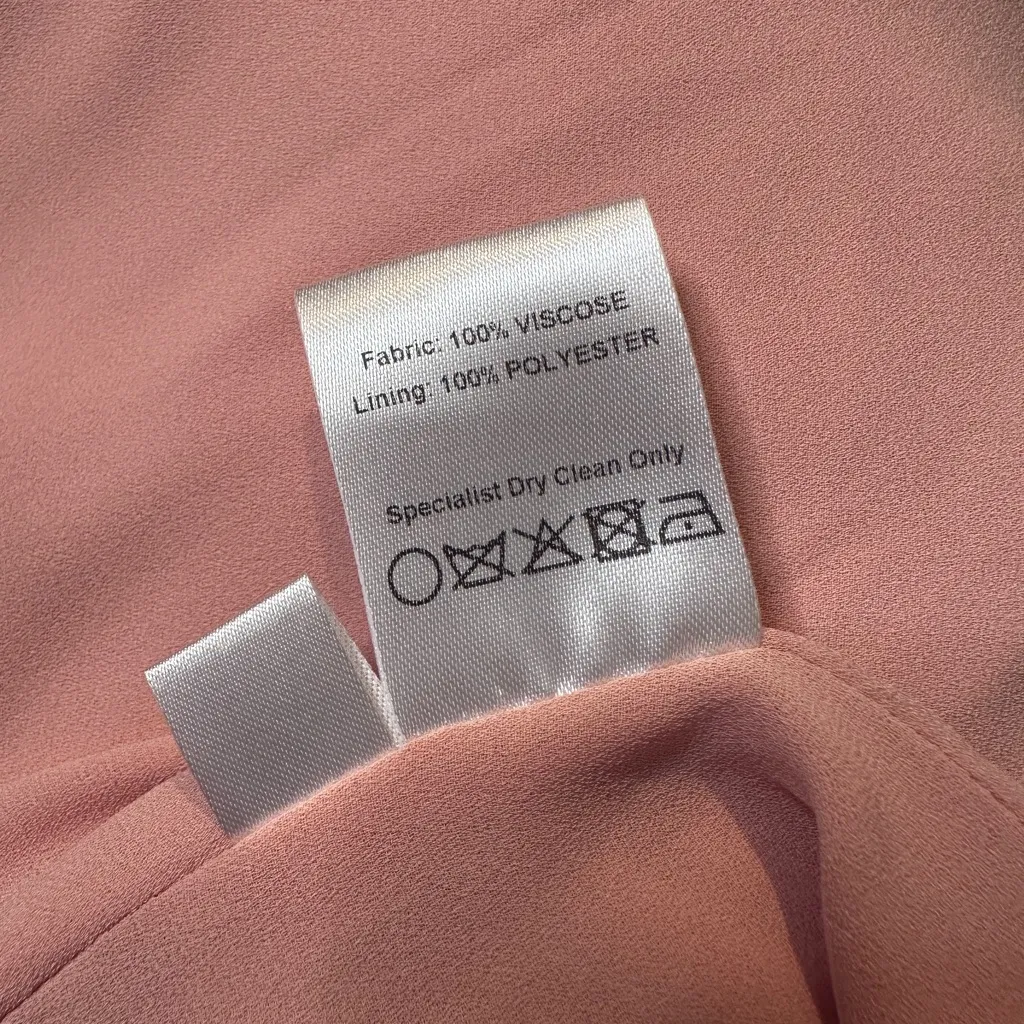 Fabric: 100% VISCOSE
Lining: 100% POLYESTER
Specialist Dry Clean Only